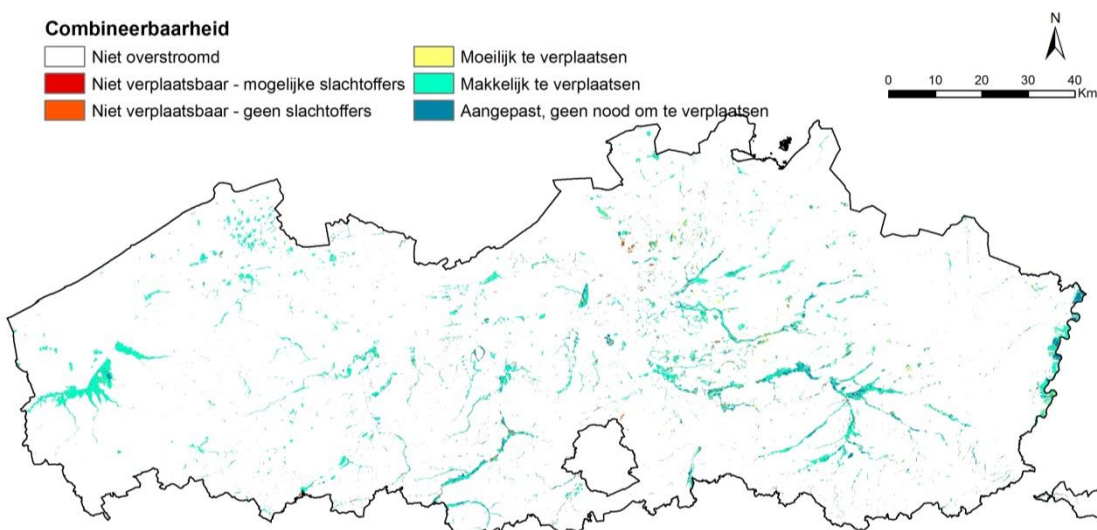 Combineerbaarheid
Niet overstroomd
Niet verplaatsbaar - mogelijke slachtoffers
Niet verplaatsbaar - geen slachtoffers
Moeilijk te verplaatsen
Makkelijk te verplaatsen
Aangepast, geen nood om te verplaatsen
N
0 10 20 30 40
Km